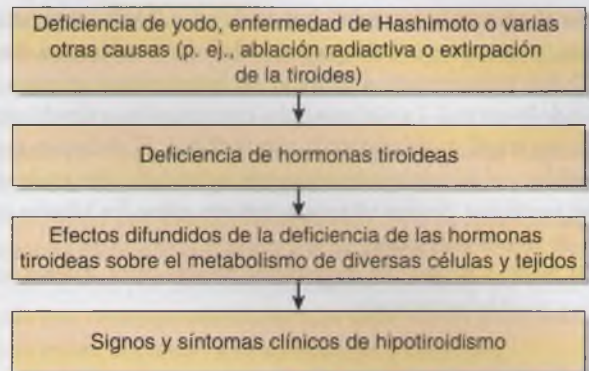 Deficiencia de yodo, enfermedad de Hashimoto o varias
otras causas (p. ej., ablación radiactiva o extirpación
de la tiroides)
Deficiencia de hormonas tiroideas
Efectos difundidos de la deficiencia de las hormonas
tiroideas sobre el metabolismo de diversas células y tejidos
Signos y síntomas clínicos de hipotiroidismo